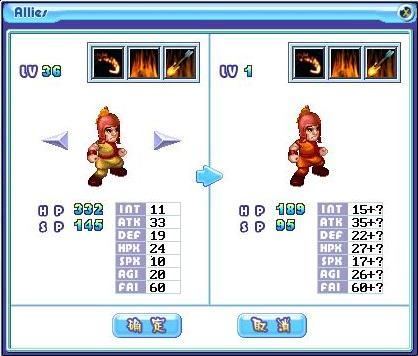 Allies
LV 36
LV 1
HP 332
SP 145
INT 11
ATK 33
DEF 19
HPX 24
SPX 10
AGI 20
FAI 60
HP 189
SP 95
INT 15+?
ATK 35+?
DEF 22+?
HPX 27+?
SPX 17+?
AGI 26+?
FAI 60+?
确定
取消